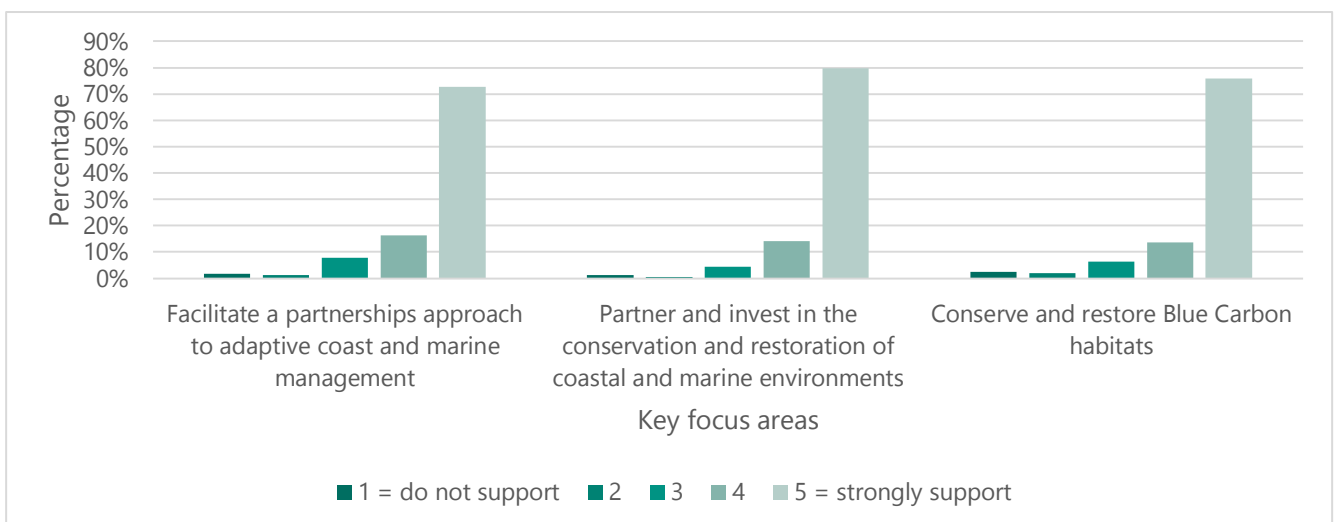 90%
80%
70%
60%
50%
40%
30%
20%
10%
0%
Percentage
Facilitate a partnerships approach
to adaptive coast and marine
management
Partner and invest in the
conservation and restoration of
coastal and marine environments
Conserve and restore Blue Carbon
habitats
Key focus areas
1 = do not support 2 3 4 5 = strongly support